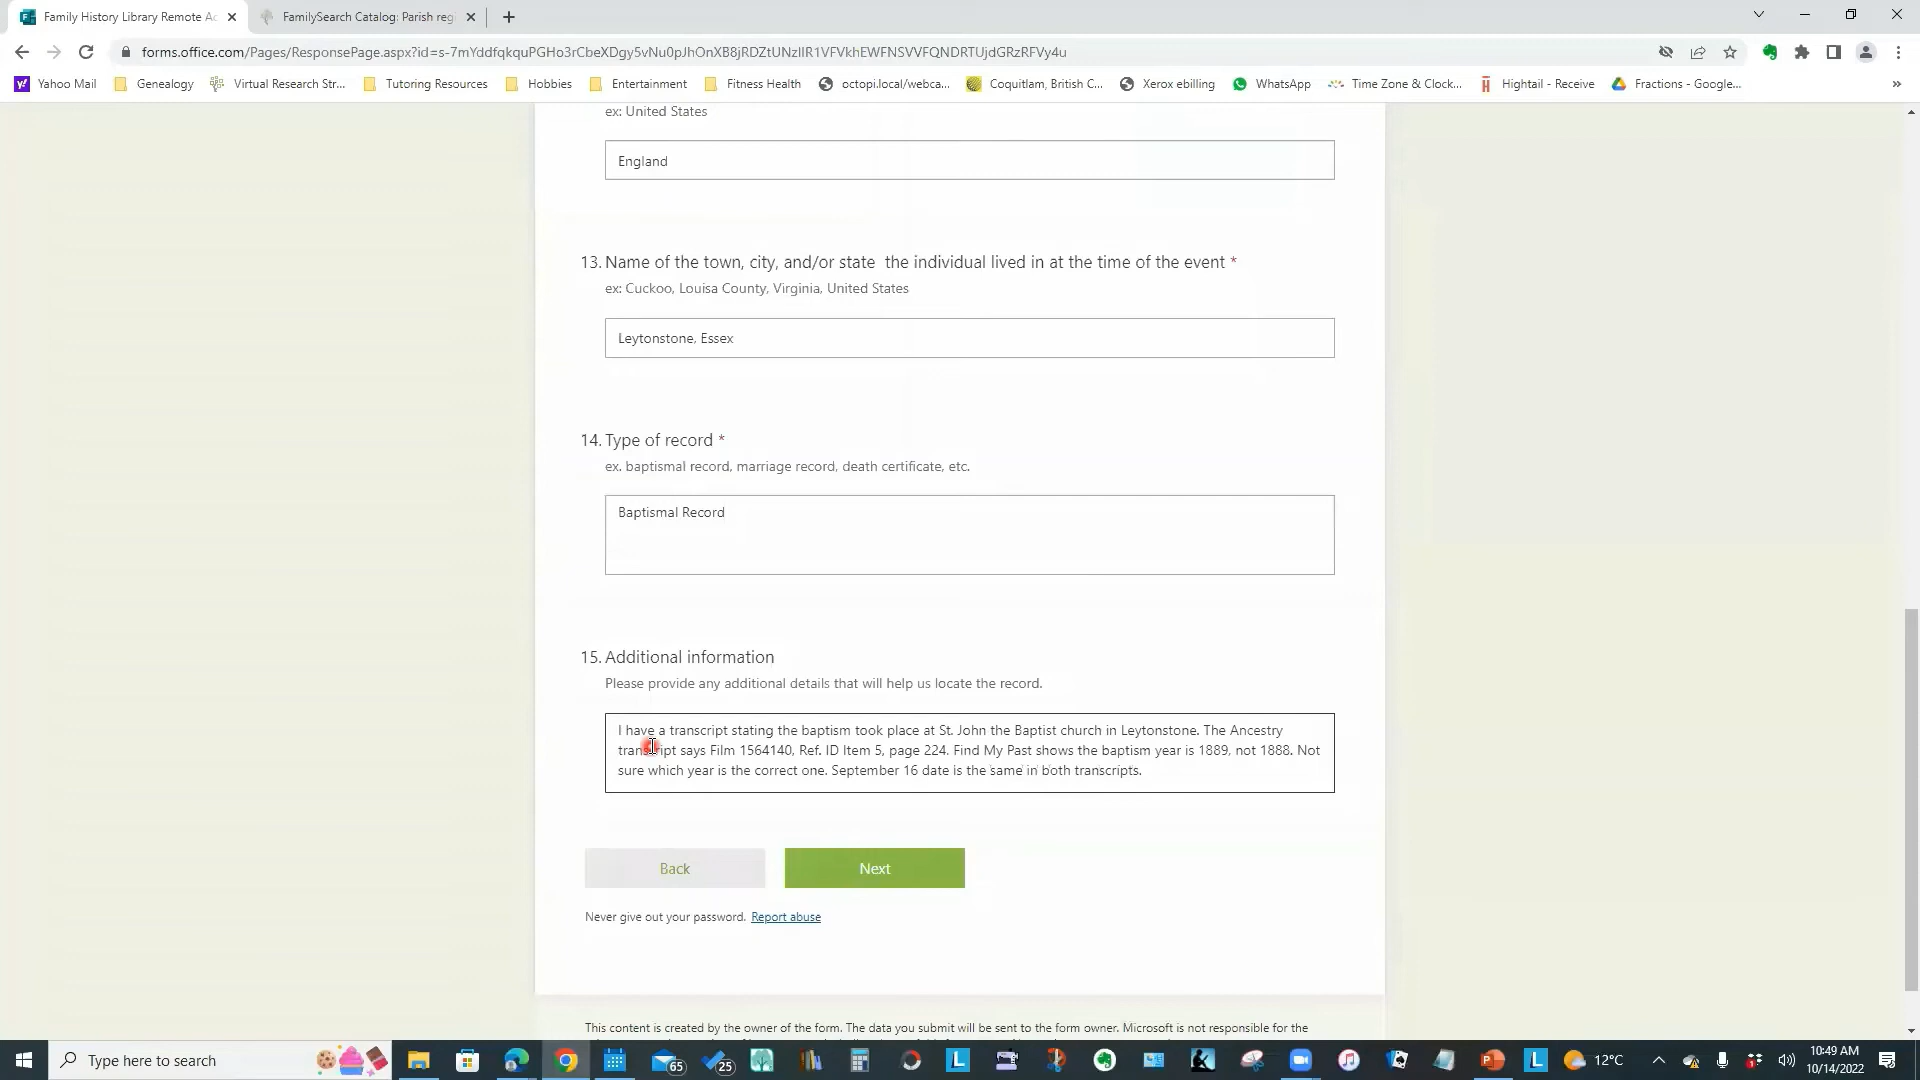 Family History Library Remote Ac
FamilySearch Catalog: Parish regi
forms.office.com/Pages/ResponsePage.aspx?id=s-7mYddfqkquPGHo3rCbeXDgy5vNu0pJhOnXB8jRDZtUNzlIR1VFVkhEWFNSVVFQNDRTUjdGRzRFVy4u
Yahoo Mail Genealogy Virtual Research Str... Tutoring Resources Hobbies Entertainment Fitness Health octopi.local/webca... Coquitlam, British C... Xerox ebilling WhatsApp Time Zone & Clock... Hightail - Receive Fractions - Google... »
ex: United States
England
13. Name of the town, city, and/or state the individual lived in at the time of the event *
ex: Cuckoo, Louisa County, Virginia, United States
Leytonstone, Essex
14. Type of record *
ex. baptismal record, marriage record, death certificate, etc.
Baptismal Record
15. Additional information
Please provide any additional details that will help us locate the record.
I have a transcript stating the baptism took place at St. John the Baptist church in Leytonstone. The Ancestry
transcript says Film 1564140, Ref. ID Item 5, page 224. Find My Past shows the baptism year is 1889, not 1888. Not
sure which year is the correct one. September 16 date is the same in both transcripts.
Back Next
Never give out your password. Report abuse
This content is created by the owner of the form. The data you submit will be sent to the form owner. Microsoft is not responsible for the
Type here to search 65 25 L L 12°C 10:49 AM
10/14/2022